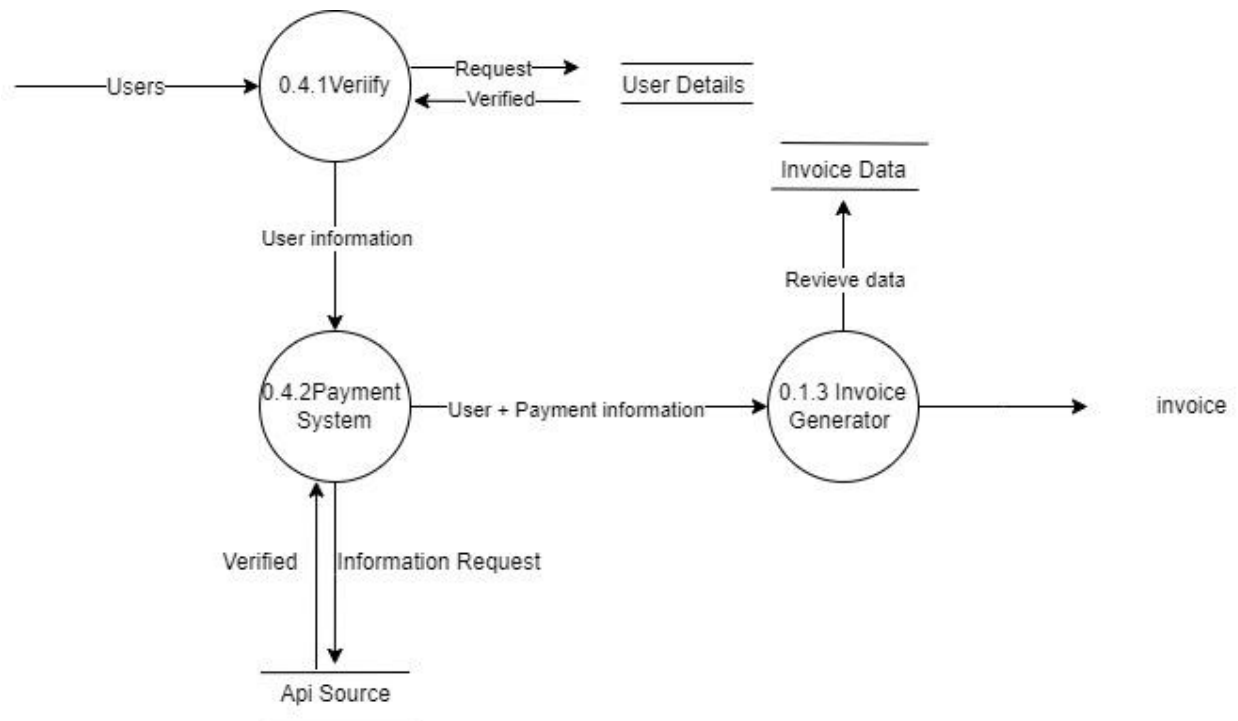 Users
0.4.1Veriify
Request
Verified
User Details
Invoice Data
User information
Revieve data
0.4.2Payment
System
User + Payment information
0.1.3 Invoice
Generator
invoice
Verified
Information Request
Api Source